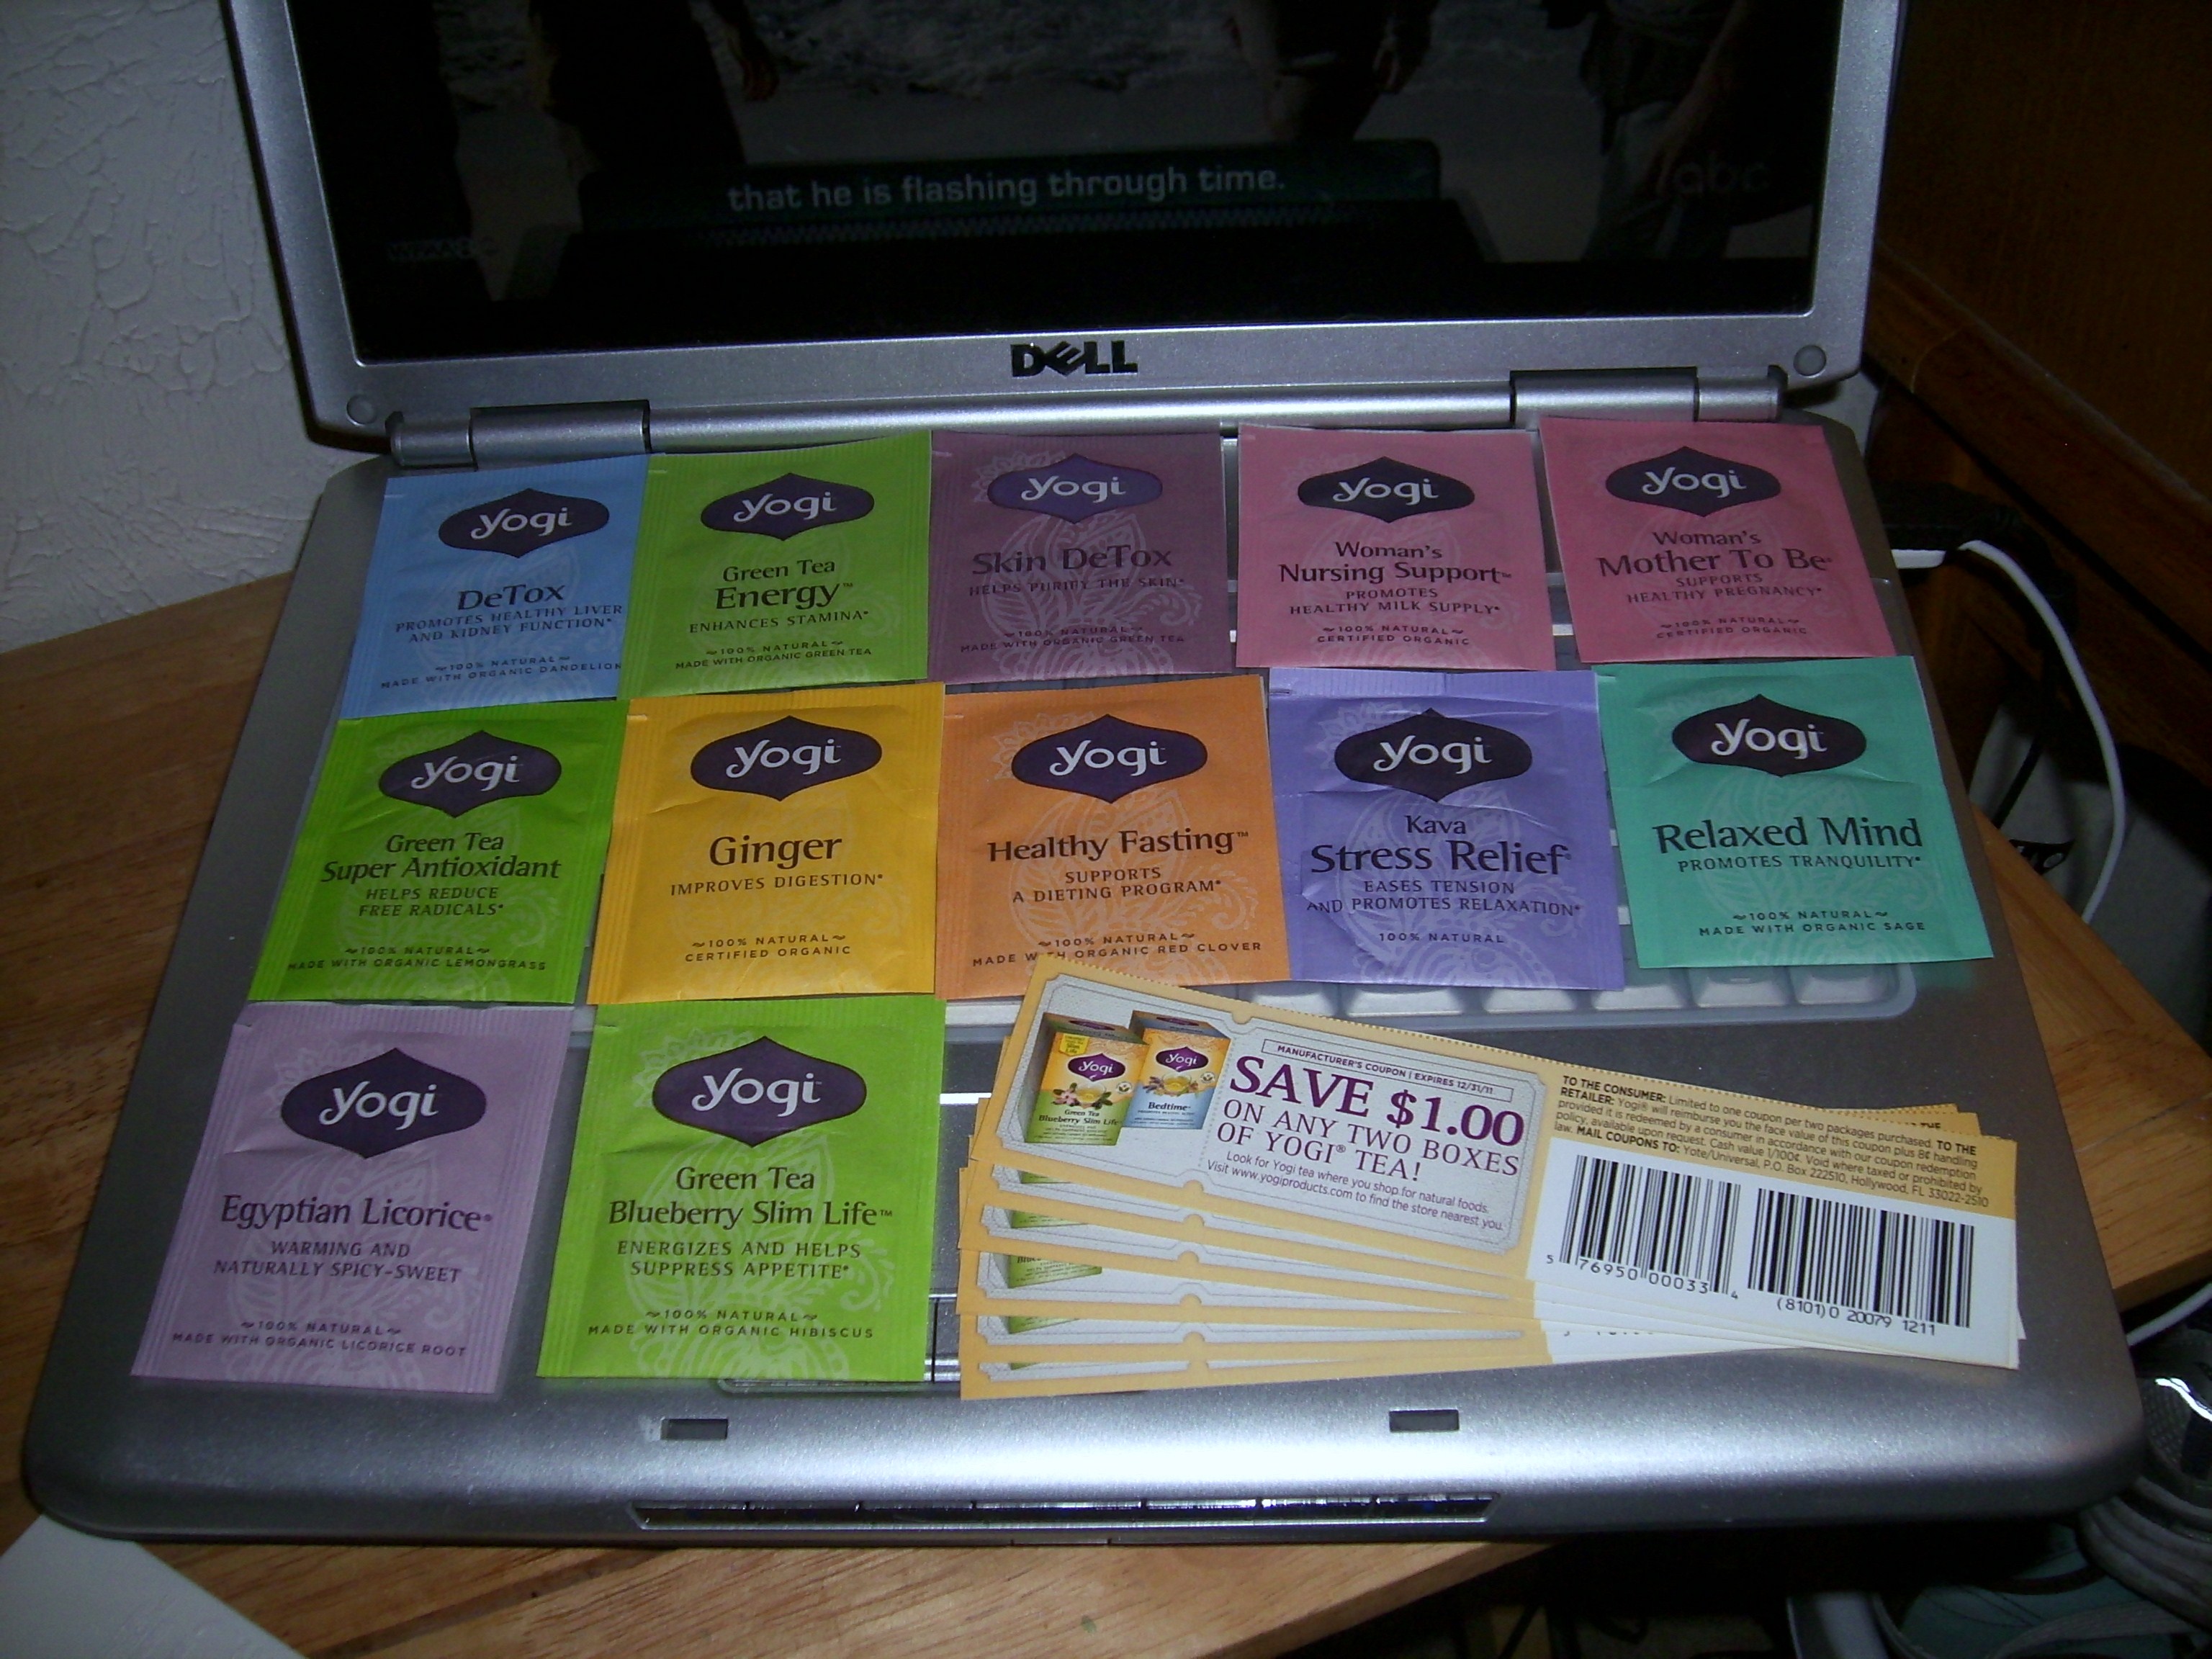 that he is flashing through time.
abc
DELL
yogi
DeTox
PROMOTES HEALTHY LIVER
AND KIDNEY FUNCTION*
~100% NATURAL~
MADE WITH ORGANIC DANDELION
yogi
Green Tea
Energy™
ENHANCES STAMINA*
~100% NATURAL~
MADE WITH ORGANIC GREEN TEA
yogi
Skin DeTox
HELPS PURIFY THE SKIN*
~100% NATURAL~
MADE WITH ORGANIC GREEN TEA
yogi
Woman's
Nursing Support™
PROMOTES
HEALTHY MILK SUPPLY*
~100% NATURAL~
CERTIFIED ORGANIC
yogi
Woman's
Mother To Be®
SUPPORTS
HEALTHY PREGNANCY*
~100% NATURAL~
CERTIFIED ORGANIC
yogi
Green Tea
Super Antioxidant
HELPS REDUCE
FREE RADICALS*
~100% NATURAL~
MADE WITH ORGANIC LEMONGRASS
yogi
Ginger
IMPROVES DIGESTION*
~100% NATURAL~
CERTIFIED ORGANIC
yogi
Healthy Fasting™
SUPPORTS
A DIETING PROGRAM*
~100% NATURAL~
MADE WITH ORGANIC RED CLOVER
yogi
Kava
Stress Relief®
EASES TENSION
AND PROMOTES RELAXATION*
100% NATURAL
yogi
Relaxed Mind
PROMOTES TRANQUILITY*
~100% NATURAL~
MADE WITH ORGANIC SAGE
yogi
Egyptian Licorice®
WARMING AND
NATURALLY SPICY-SWEET
~100% NATURAL~
MADE WITH ORGANIC LICORICE ROOT
yogi
Green Tea
Blueberry Slim Life™
ENERGIZES AND HELPS
SUPPRESS APPETITE*
~100% NATURAL~
MADE WITH ORGANIC HIBISCUS
yogi
Green Tea
Blueberry Slim Life
yogi
Bedtime
MANUFACTURER'S COUPON | EXPIRES 12/31/11
SAVE $1.00
ON ANY TWO BOXES
OF YOGI® TEA!
Look for Yogi tea where you shop for natural foods.
Visit www.yogiproducts.com to find the store nearest you.
TO THE CONSUMER: Limited to one coupon per two packages purchased. TO THE
RETAILER: Yogi® will reimburse you the face value of this coupon plus 8¢ handling
provided it is redeemed by a consumer in accordance with our coupon redemption
policy, available upon request. Cash value 1/100¢. Void where taxed or prohibited by
law. MAIL COUPONS TO: Yote/Universal, P.O. Box 222510, Hollywood, FL 33022-2510
5 76950 00033 4
(8101)0 20079 1211